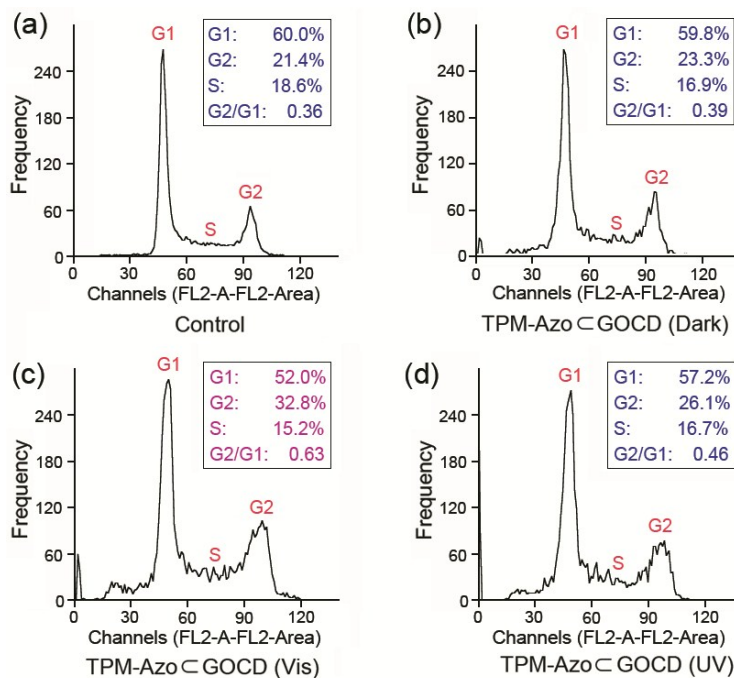 (a)
G1
G1: 60.0%
G2: 21.4%
S: 18.6%
G2/G1: 0.36
240
180
120
60
0
Frequency
S
G2
0 30 60 90 120
Channels (FL2-A-FL2-Area)
Control
(b)
G1
G1: 59.8%
G2: 23.3%
S: 16.9%
G2/G1: 0.39
240
180
120
60
0
Frequency
S
G2
0 30 60 90 120
Channels (FL2-A-FL2-Area)
TPM-Azo⊂GOCD (Dark)
(c)
G1
G1: 52.0%
G2: 32.8%
S: 15.2%
G2/G1: 0.63
240
180
120
60
0
Frequency
S
G2
0 30 60 90 120
Channels (FL2-A-FL2-Area)
TPM-Azo⊂GOCD (Vis)
(d)
G1
G1: 57.2%
G2: 26.1%
S: 16.7%
G2/G1: 0.46
240
180
120
60
0
Frequency
S
G2
0 30 60 90 120
Channels (FL2-A-FL2-Area)
TPM-Azo⊂GOCD (UV)